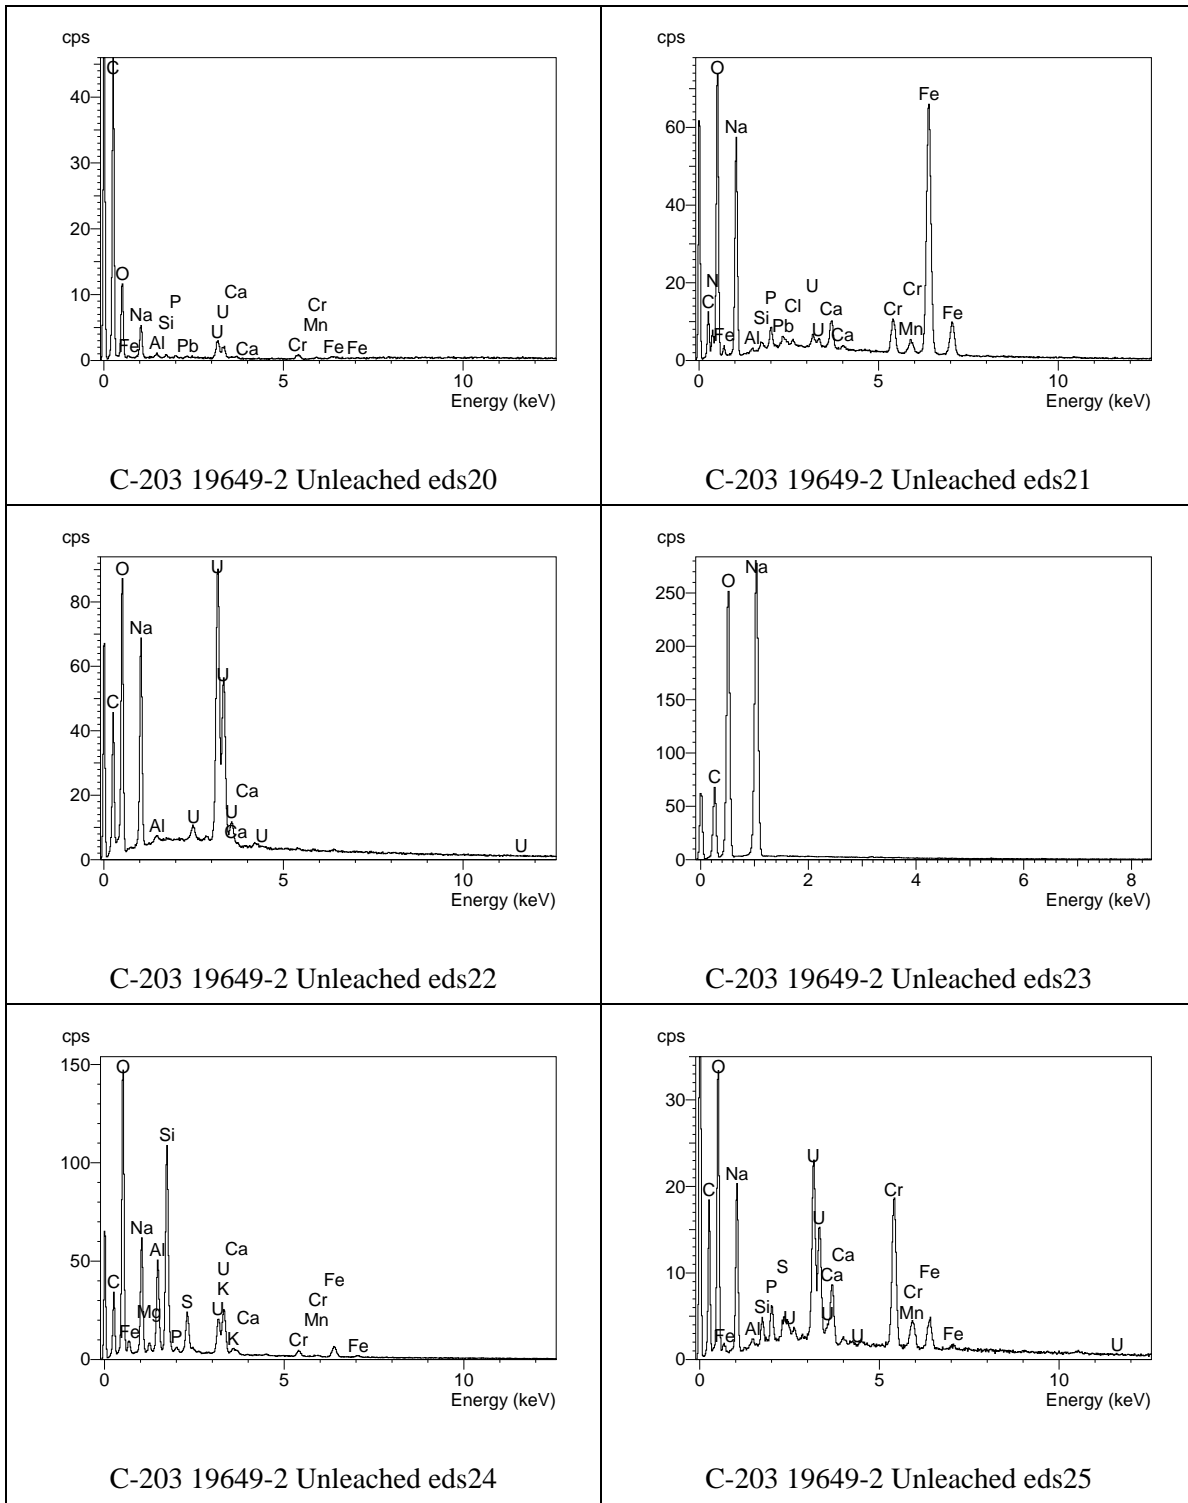 cps
C
40
30
20
O
10
Na
P
Si
Ca
U
Cr
Mn
Fe
Al
Pb
U
Ca
Cr
Fe
Fe
0
0
5
10
Energy (keV)
C-203 19649-2 Unleached eds20
cps
O
Fe
Na
60
40
20
N
C
Fe
Al
Si
P
Pb
Cl
U
U
Ca
Ca
Cr
Cr
Mn
Fe
0
0
5
10
Energy (keV)
C-203 19649-2 Unleached eds21
cps
O
U
80
Na
60
U
C
40
20
Al
U
Ca
U
Ca
U
U
0
0
5
10
Energy (keV)
C-203 19649-2 Unleached eds22
cps
Na
O
250
200
150
100
C
50
0
0
2
4
6
8
Energy (keV)
C-203 19649-2 Unleached eds23
cps
150
O
Si
100
Na
Al
50
C
Fe
Mg
P
S
Ca
U
K
U
Ca
K
Fe
Cr
Mn
Cr
Fe
0
0
5
10
Energy (keV)
C-203 19649-2 Unleached eds24
cps
O
30
U
20
C
Na
Cr
U
10
S
P
Si
Ca
Ca
Fe
Cr
Mn
Fe
Al
U
U
U
Fe
U
0
0
5
10
Energy (keV)
C-203 19649-2 Unleached eds25